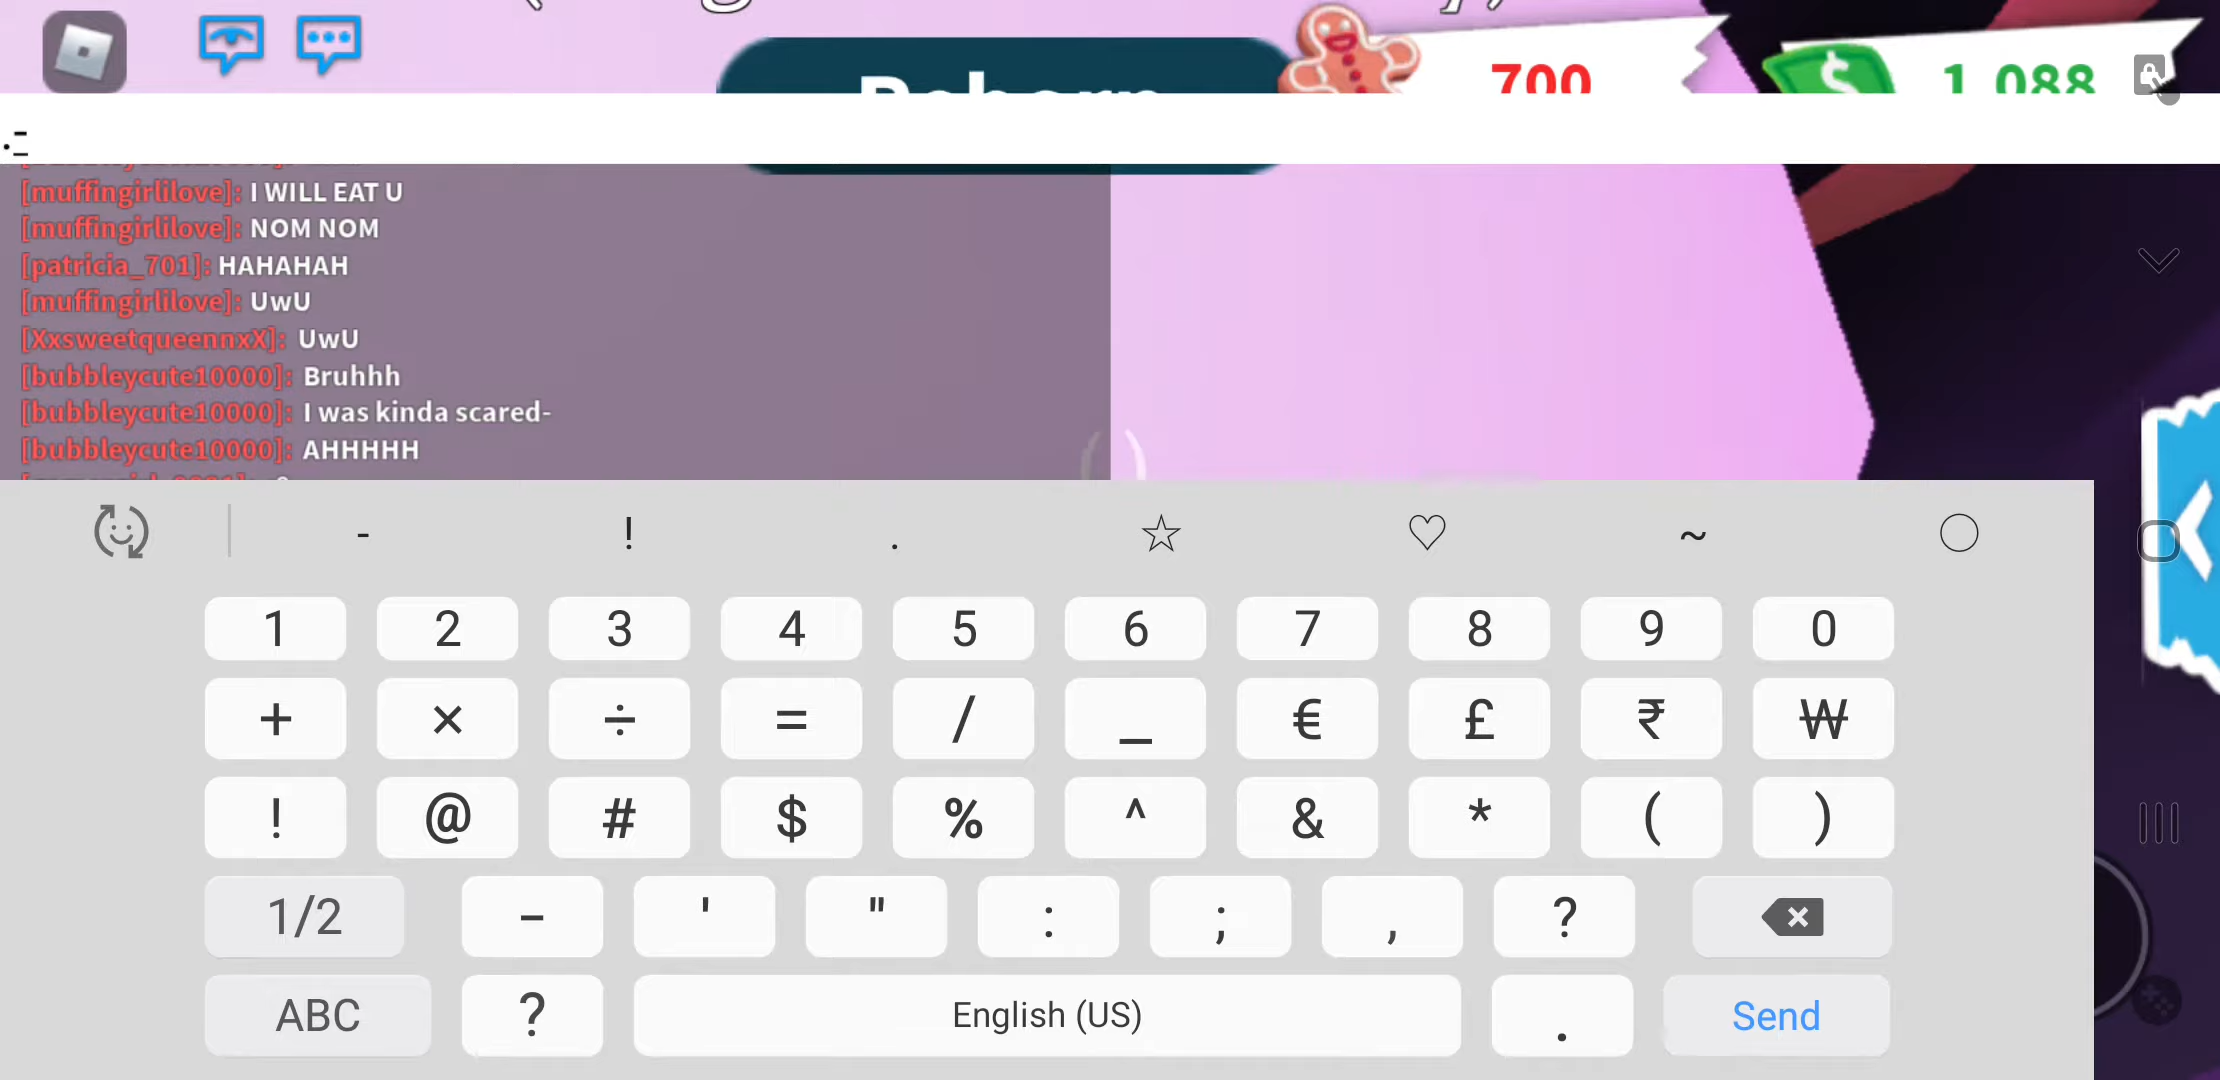 700
1,088
.-_
[muffingirlilove]: I WILL EAT U
[muffingirlilove]: NOM NOM
[patricia_701]: HAHAHAH
[muffingirlilove]: UwU
[XxsweetqueennxX]: UwU
[bubbleycute10000]: Bruhhh
[bubbleycute10000]: I was kinda scared-
[bubbleycute10000]: AHHHHH
- ! . ☆ ♡ ~ ○
1 2 3 4 5 6 7 8 9 0
+ × ÷ = / _ € £ ₹ ₩
! @ # $ % ^ & * ( )
1/2 - ' " : ; , ?
ABC ? English (US) . Send